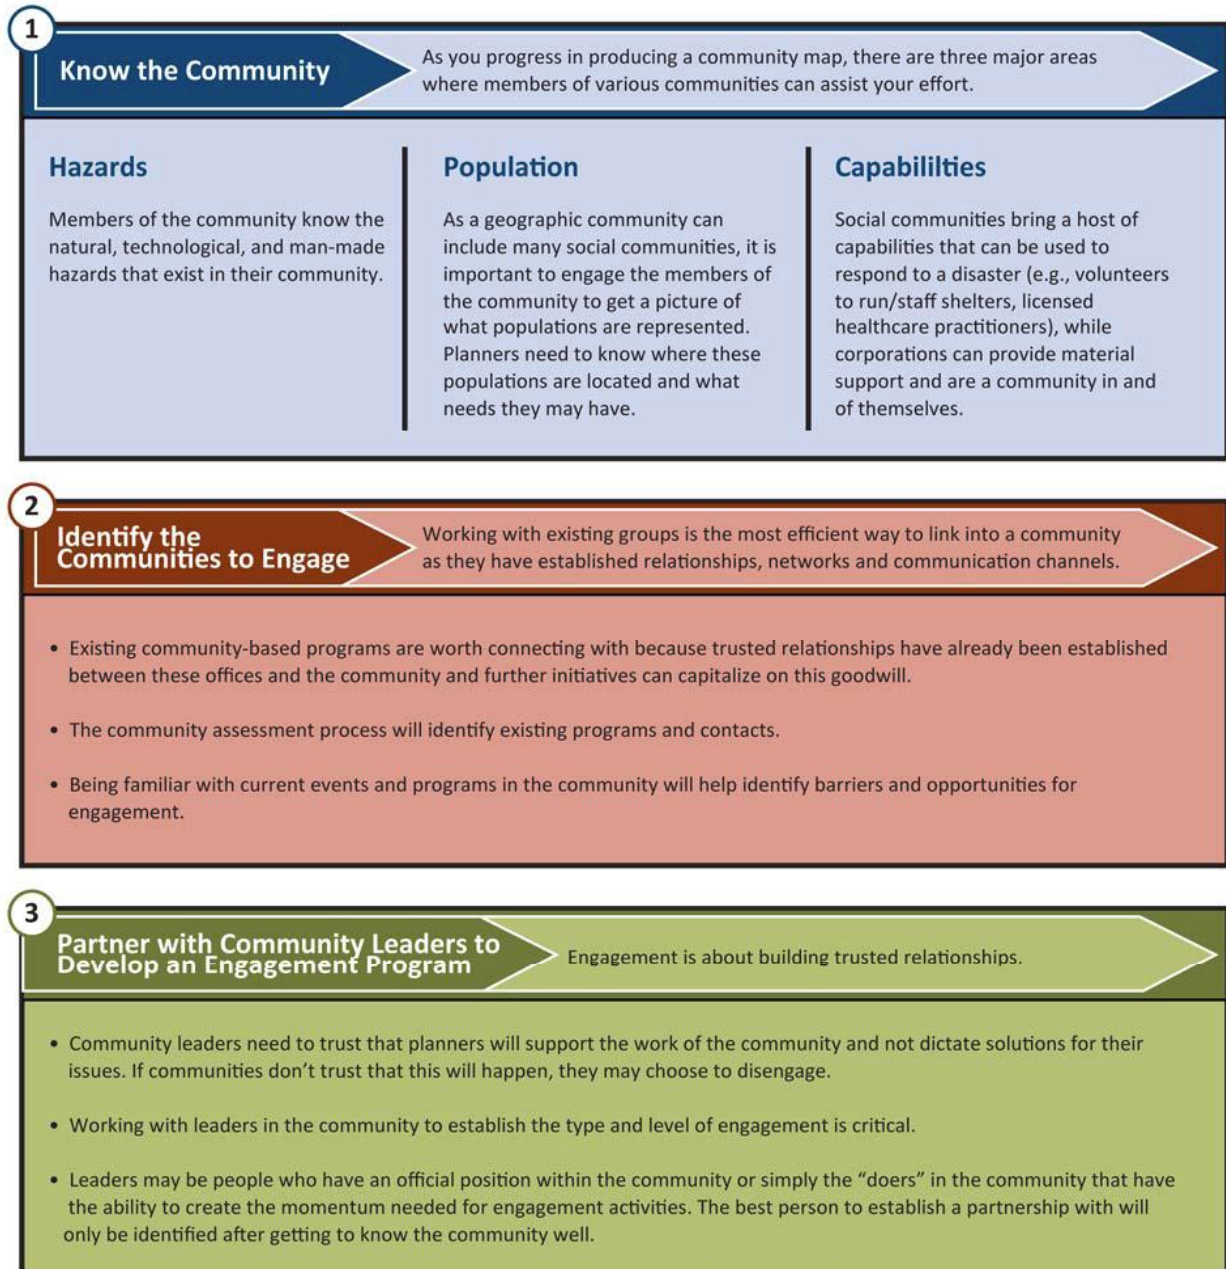 1
Know the Community
As you progress in producing a community map, there are three major areas
where members of various communities can assist your effort.
Hazards
Members of the community know the
natural, technological, and man-made
hazards that exist in their community.
Population
As a geographic community can
include many social communities, it is
important to engage the members of
the community to get a picture of
what populations are represented.
Planners need to know where these
populations are located and what
needs they may have.
Capabililties
Social communities bring a host of
capabilities that can be used to
respond to a disaster (e.g., volunteers
to run/staff shelters, licensed
healthcare practitioners), while
corporations can provide material
support and are a community in and
of themselves.
2
Identify the
Communities to Engage
Working with existing groups is the most efficient way to link into a community
as they have established relationships, networks and communication channels.
• Existing community-based programs are worth connecting with because trusted relationships have already been established
between these offices and the community and further initiatives can capitalize on this goodwill.
• The community assessment process will identify existing programs and contacts.
• Being familiar with current events and programs in the community will help identify barriers and opportunities for
engagement.
3
Partner with Community Leaders to
Develop an Engagement Program
Engagement is about building trusted relationships.
• Community leaders need to trust that planners will support the work of the community and not dictate solutions for their
issues. If communities don’t trust that this will happen, they may choose to disengage.
• Working with leaders in the community to establish the type and level of engagement is critical.
• Leaders may be people who have an official position within the community or simply the “doers” in the community that have
the ability to create the momentum needed for engagement activities. The best person to establish a partnership with will
only be identified after getting to know the community well.